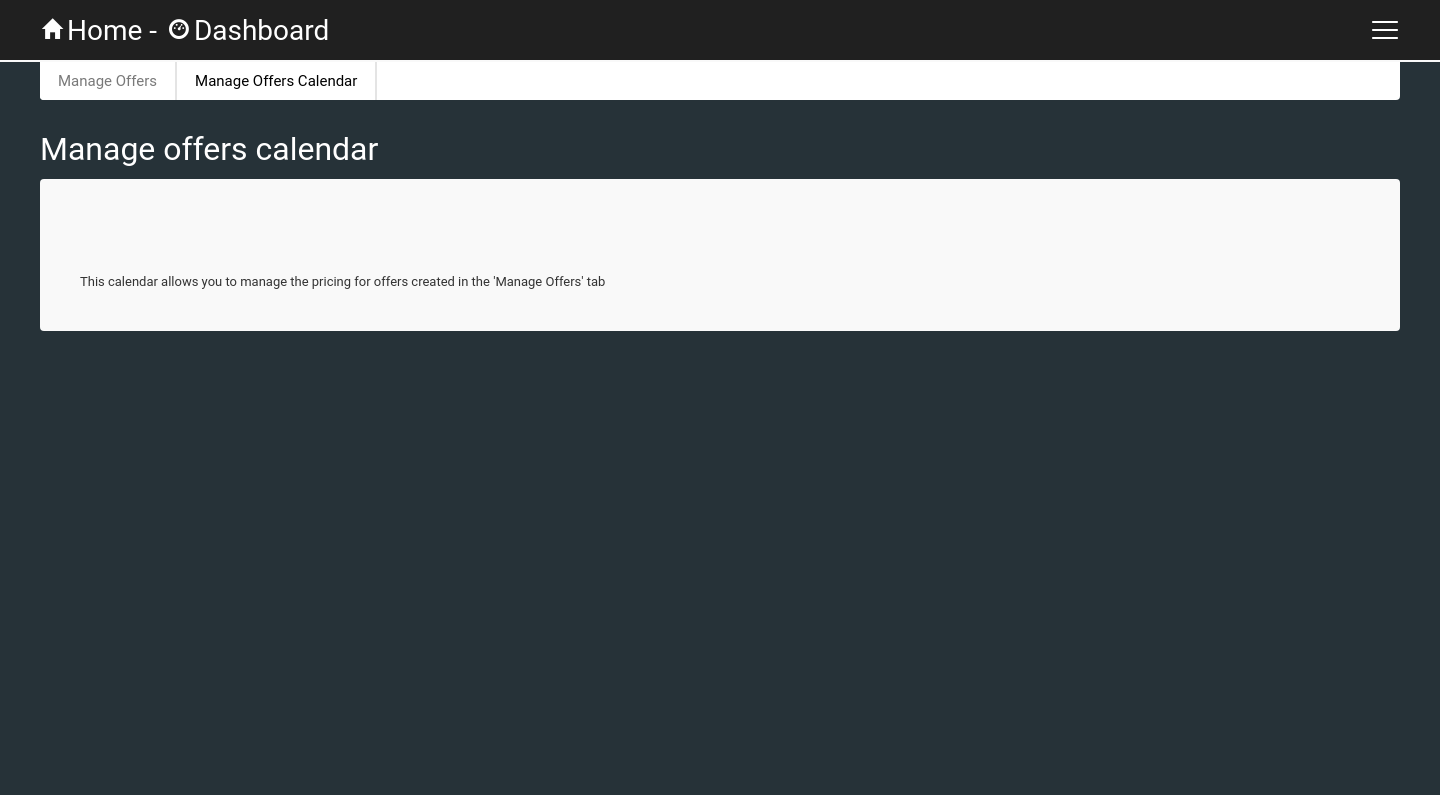 Home - Dashboard
Manage Offers
Manage Offers Calendar
Manage offers calendar
This calendar allows you to manage the pricing for offers created in the 'Manage Offers' tab